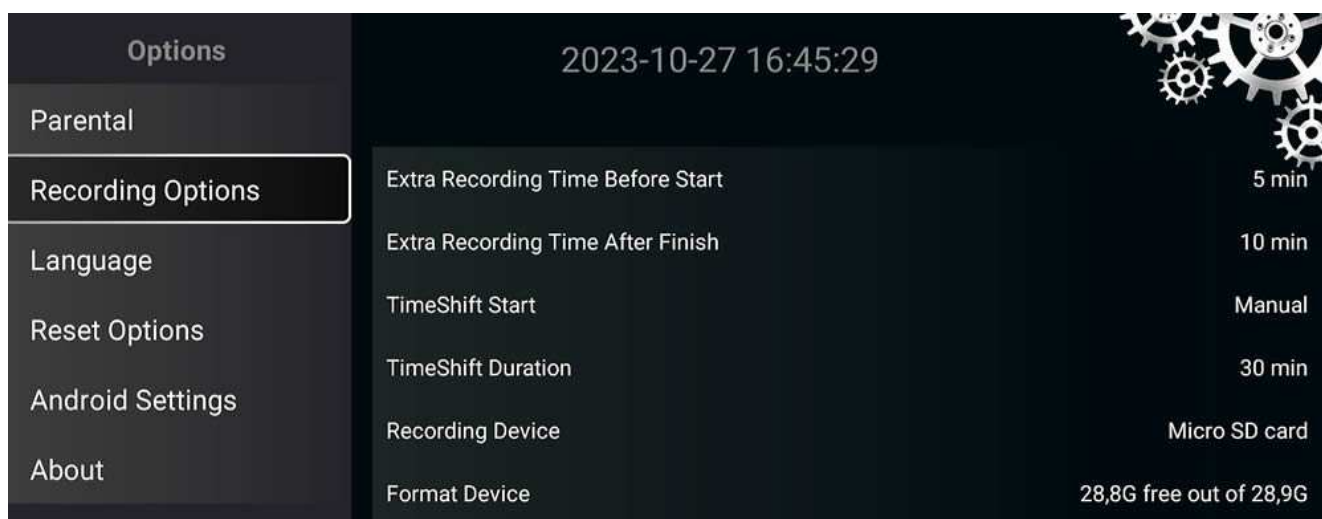 Options
2023-10-27 16:45:29
Parental
Recording Options
Language
Reset Options
Android Settings
About
Extra Recording Time Before Start 5 min
Extra Recording Time After Finish 10 min
TimeShift Start Manual
TimeShift Duration 30 min
Recording Device Micro SD card
Format Device 28,8G free out of 28,9G